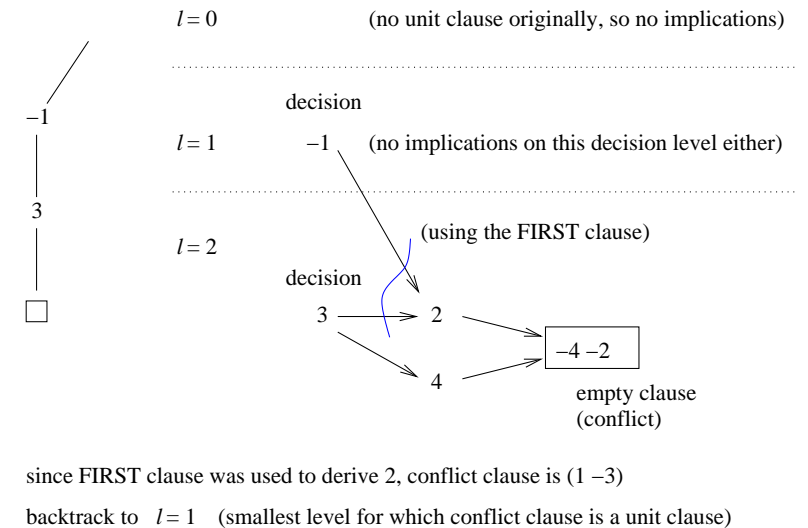 l = 0 (no unit clause originally, so no implications)
decision
−1
l = 1 −1 (no implications on this decision level either)
3
(using the FIRST clause)
l = 2
decision
3 2
−4 −2
4
empty clause
(conflict)
since FIRST clause was used to derive 2, conflict clause is (1 −3)
backtrack to l = 1 (smallest level for which conflict clause is a unit clause)